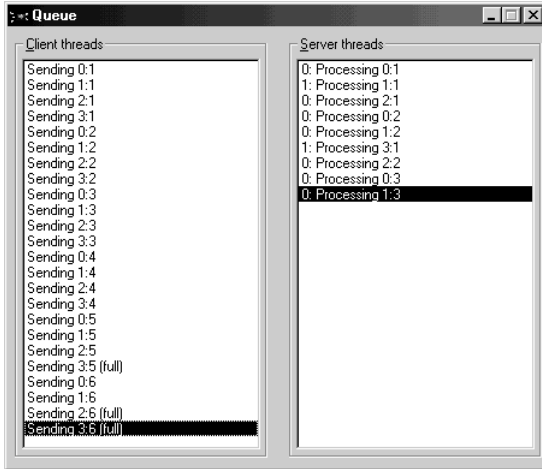 Queue
Client threads
Sending 0:1
Sending 1:1
Sending 2:1
Sending 3:1
Sending 0:2
Sending 1:2
Sending 2:2
Sending 3:2
Sending 0:3
Sending 1:3
Sending 2:3
Sending 3:3
Sending 0:4
Sending 1:4
Sending 2:4
Sending 3:4
Sending 0:5
Sending 1:5
Sending 2:5
Sending 3:5 (full)
Sending 0:6
Sending 1:6
Sending 2:6 (full)
Sending 3:6 (full)
Server threads
0: Processing 0:1
1: Processing 1:1
0: Processing 2:1
0: Processing 0:2
0: Processing 1:2
1: Processing 3:1
0: Processing 2:2
0: Processing 0:3
0: Processing 1:3